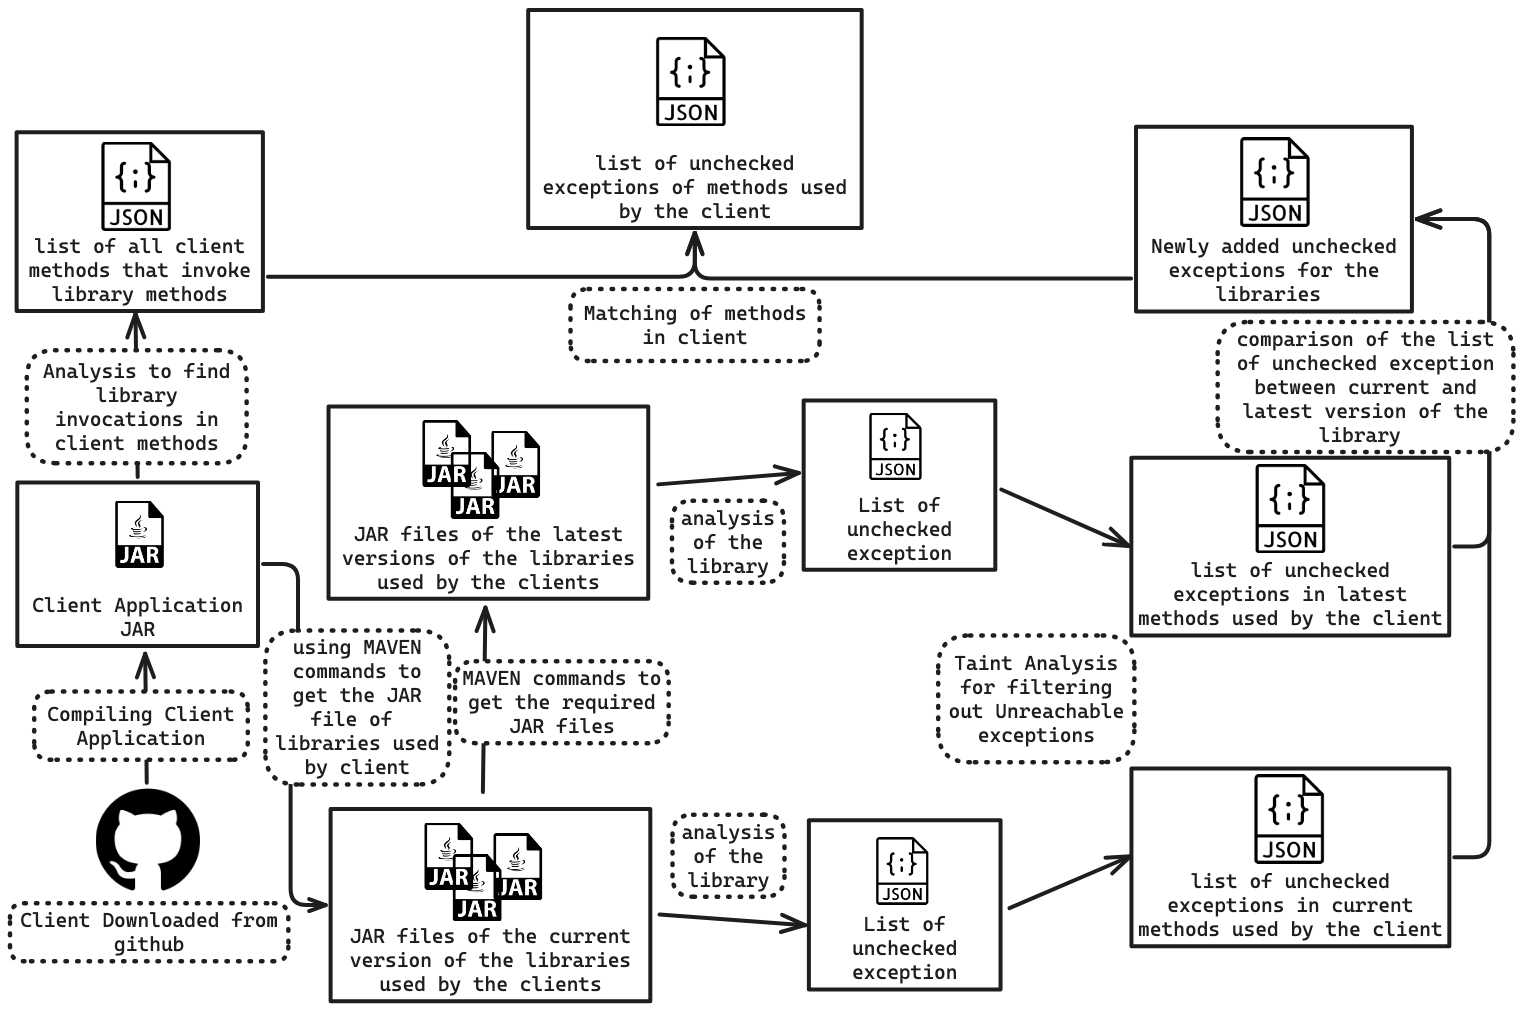 {;}
JSON
list of unchecked
exceptions of methods used
by the client
{;}
JSON
list of all client
methods that invoke
library methods
{;}
JSON
Newly added unchecked
exceptions for the
libraries
Matching of methods
in client
comparison of the list
of unchecked exception
between current and
latest version of the
library
Analysis to find
library
invocations in
client methods
JAR
JAR
JAR
JAR files of the latest
versions of the libraries
used by the clients
analysis
of the
library
{;}
JSON
List of
unchecked
exception
{;}
JSON
list of unchecked
exceptions in latest
methods used by the client
JAR
Client Application
JAR
using MAVEN
commands to
get the JAR
file of
libraries used
by client
MAVEN commands to
get the required
JAR files
Taint Analysis
for filtering
out Unreachable
exceptions
Compiling Client
Application
Client Downloaded from
github
JAR
JAR
JAR
JAR files of the current
version of the libraries
used by the clients
analysis
of the
library
{;}
JSON
List of
unchecked
exception
{;}
JSON
list of unchecked
exceptions in current
methods used by the client